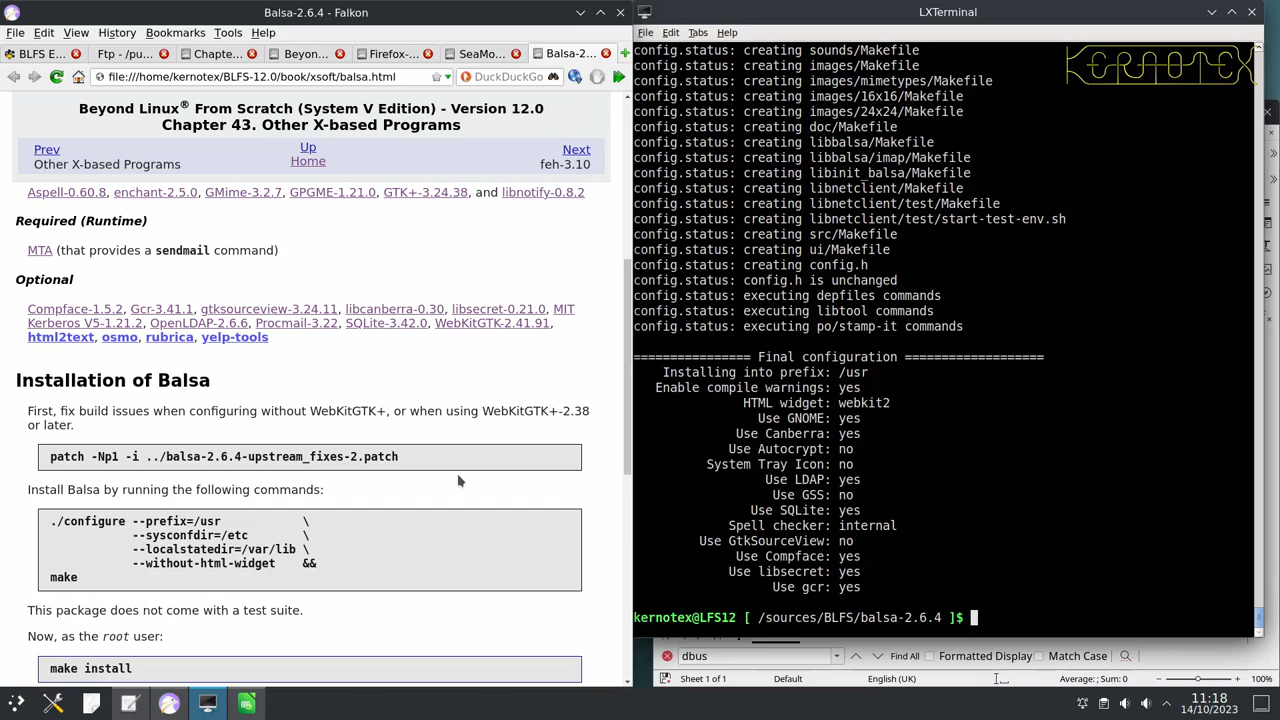 Balsa-2.6.4 - Falkon
File Edit View History Bookmarks Tools Help
BLFS E...
Ftp - /pu...
Chapte...
Beyon...
Firefox-...
SeaMo...
Balsa-2...
file:///home/kernotex/BLFS-12.0/book/xsoft/balsa.html
DuckDuckGo
Beyond Linux® From Scratch (System V Edition) - Version 12.0
Chapter 43. Other X-based Programs
Prev Up Next
Other X-based Programs Home feh-3.10
Aspell-0.60.8, enchant-2.5.0, GMime-3.2.7, GPGME-1.21.0, GTK+-3.24.38, and libnotify-0.8.2
Required (Runtime)
MTA (that provides a sendmail command)
Optional
Compface-1.5.2, Gcr-3.41.1, gtksourceview-3.24.11, libcanberra-0.30, libsecret-0.21.0, MIT
Kerberos V5-1.21.2, OpenLDAP-2.6.6, Procmail-3.22, SQLite-3.42.0, WebKitGTK-2.41.91,
html2text, osmo, rubrica, yelp-tools
Installation of Balsa
First, fix build issues when configuring without WebKitGTK+, or when using WebKitGTK+-2.38
or later.
patch -Np1 -i ../balsa-2.6.4-upstream_fixes-2.patch
Install Balsa by running the following commands:
./configure --prefix=/usr \
--sysconfdir=/etc \
--localstatedir=/var/lib \
--without-html-widget &&
make
This package does not come with a test suite.
Now, as the root user:
make install
LXTerminal
File Edit Tabs Help
config.status: creating sounds/Makefile
config.status: creating images/Makefile
config.status: creating images/mimetypes/Makefile
config.status: creating images/16x16/Makefile
config.status: creating images/24x24/Makefile
config.status: creating doc/Makefile
config.status: creating libbalsa/Makefile
config.status: creating libbalsa/imap/Makefile
config.status: creating libinit_balsa/Makefile
config.status: creating libnetclient/Makefile
config.status: creating libnetclient/test/Makefile
config.status: creating libnetclient/test/start-test-env.sh
config.status: creating src/Makefile
config.status: creating ui/Makefile
config.status: creating config.h
config.status: config.h is unchanged
config.status: executing depfiles commands
config.status: executing libtool commands
config.status: executing po/stamp-it commands
================ Final configuration ===================
Installing into prefix: /usr
Enable compile warnings: yes
HTML widget: webkit2
Use GNOME: yes
Use Canberra: yes
Use Autocrypt: no
System Tray Icon: no
Use LDAP: yes
Use GSS: no
Use SQLite: yes
Spell checker: internal
Use GtkSourceView: no
Use Compface: yes
Use libsecret: yes
Use gcr: yes
kernotex@LFS12 [ /sources/BLFS/balsa-2.6.4 ]$
KERNOTEX
dbus
Find All
Formatted Display
Match Case
Sheet 1 of 1
Default
English (UK)
Average: ; Sum: 0
100%
11:18
14/10/2023